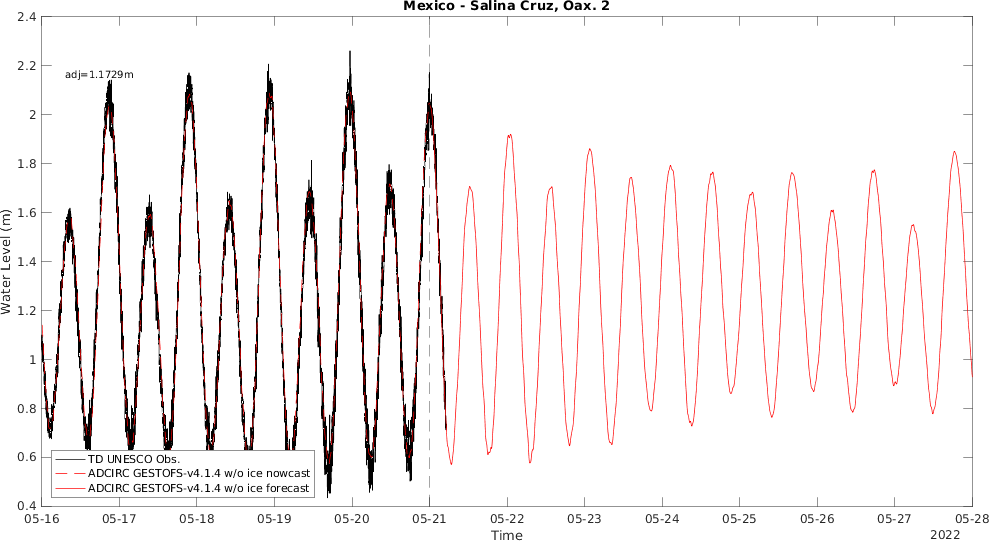 Mexico - Salina Cruz, Oax. 2
adj=1.1729m
Water Level (m)
2.4
2.2
2
1.8
1.6
1.4
1.2
1
0.8
0.6
0.4
TD UNESCO Obs.
ADCIRC GESTOFS-v4.1.4 w/o ice nowcast
ADCIRC GESTOFS-v4.1.4 w/o ice forecast
05-16 05-17 05-18 05-19 05-20 05-21 05-22 05-23 05-24 05-25 05-26 05-27 05-28
Time
2022